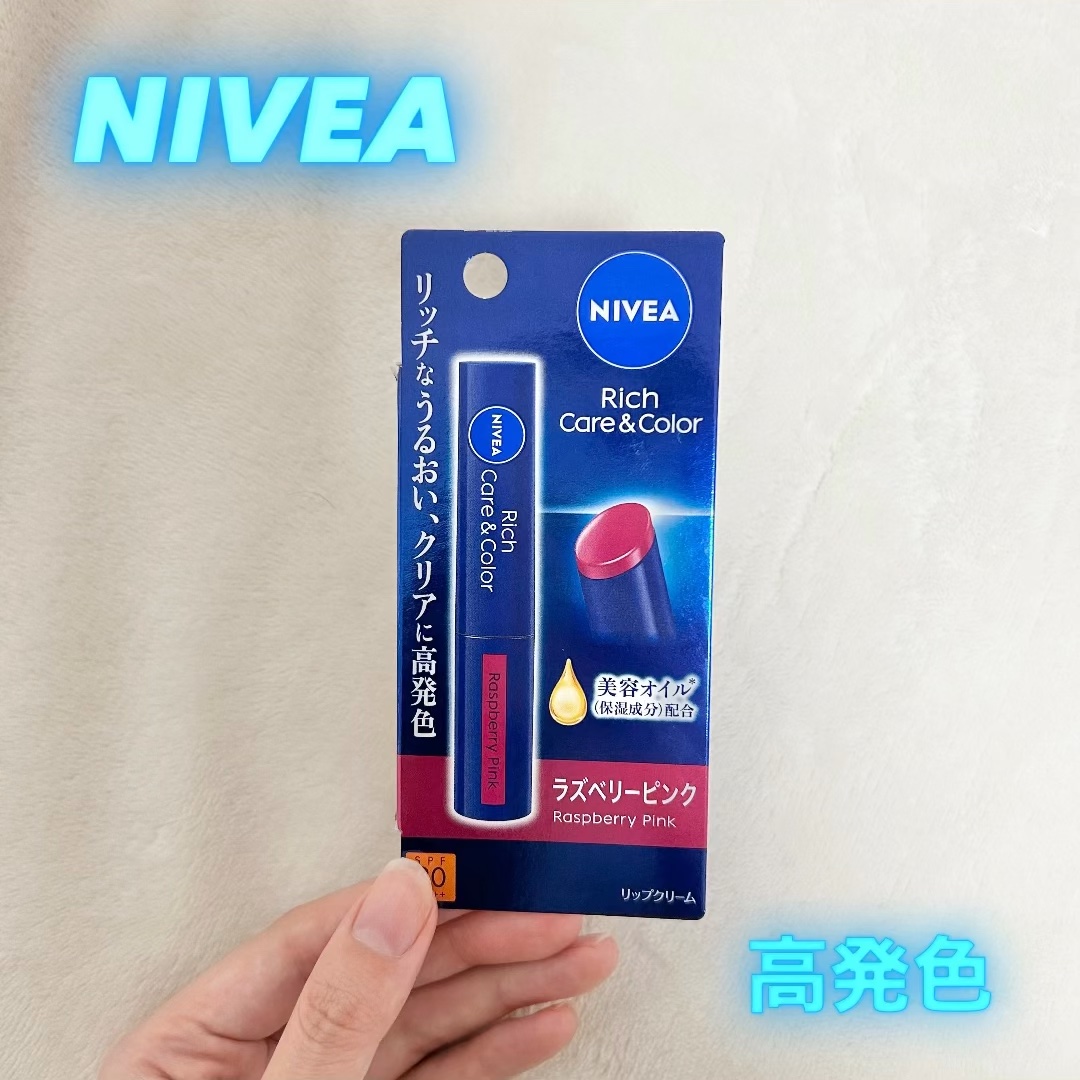 NIVEA
NIVEA
Rich
Care&Color
リッチなうるおい、クリアに高発色
NIVEA
Rich
Care&Color
Raspberry Pink
美容オイル*
(保湿成分)配合
ラズベリーピンク
Raspberry Pink
SPF
リップクリーム
高発色